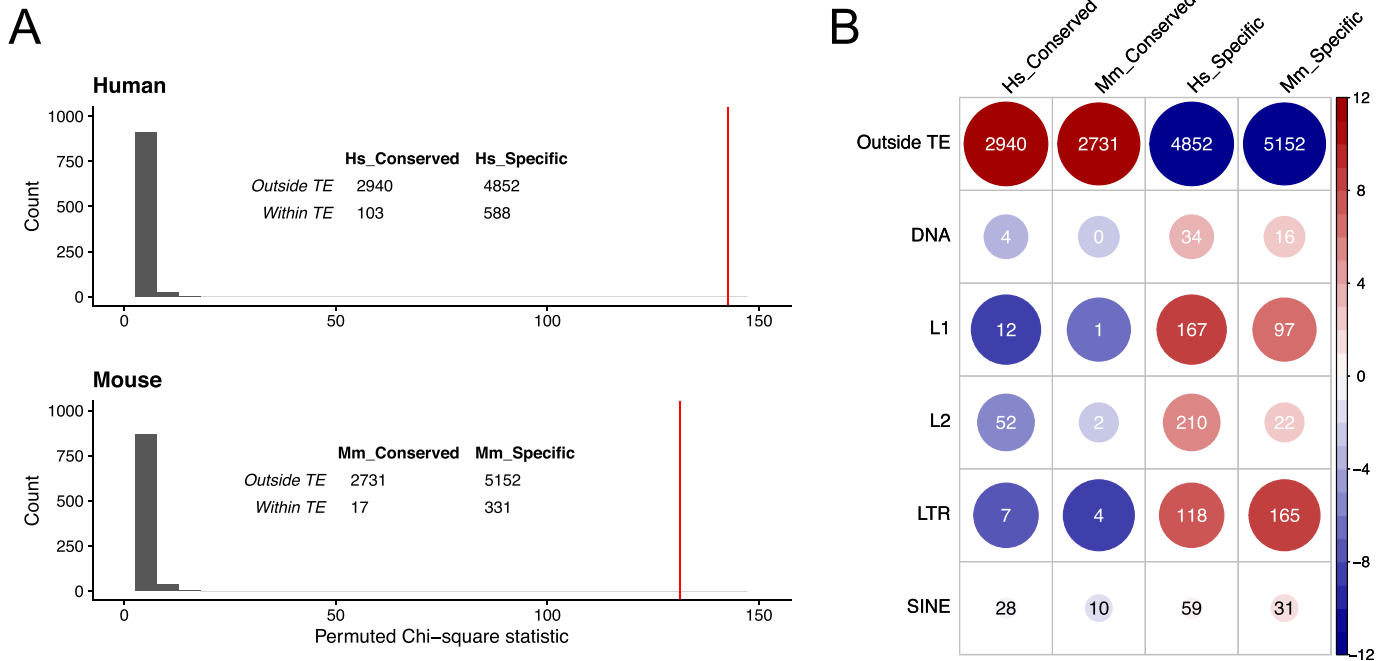 A
Human
1000
750
500
250
0
Count
Hs_Conserved Hs_Specific
Outside TE 2940 4852
Within TE 103 588
0 50 100 150
Mouse
1000
750
500
250
0
Count
Mm_Conserved Mm_Specific
Outside TE 2731 5152
Within TE 17 331
0 50 100 150
Permuted Chi−square statistic
B
Hs_Conserved Mm_Conserved Hs_Specific Mm_Specific
Outside TE 2940 2731 4852 5152
DNA 4 0 34 16
L1 12 1 167 97
L2 52 2 210 22
LTR 7 4 118 165
SINE 28 10 59 31
12
8
4
0
−4
−8
−12